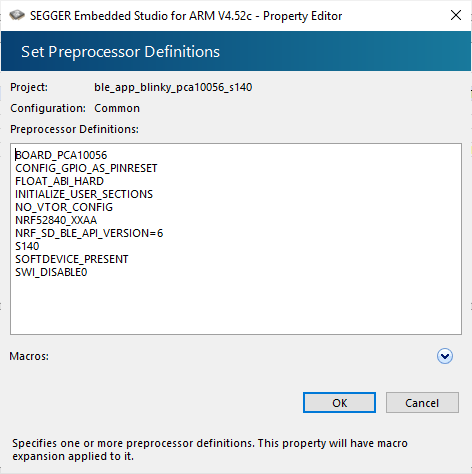 SEGGER Embedded Studio for ARM V4.52c - Property Editor
Set Preprocessor Definitions
Project: ble_app_blinky_pca10056_s140
Configuration: Common
Preprocessor Definitions:
BOARD_PCA10056
CONFIG_GPIO_AS_PINRESET
FLOAT_ABI_HARD
INITIALIZE_USER_SECTIONS
NO_VTOR_CONFIG
NRF52840_XXAA
NRF_SD_BLE_API_VERSION=6
S140
SOFTDEVICE_PRESENT
SWI_DISABLE0
Macros:
OK Cancel
Specifies one or more preprocessor definitions. This property will have macro
expansion applied to it.